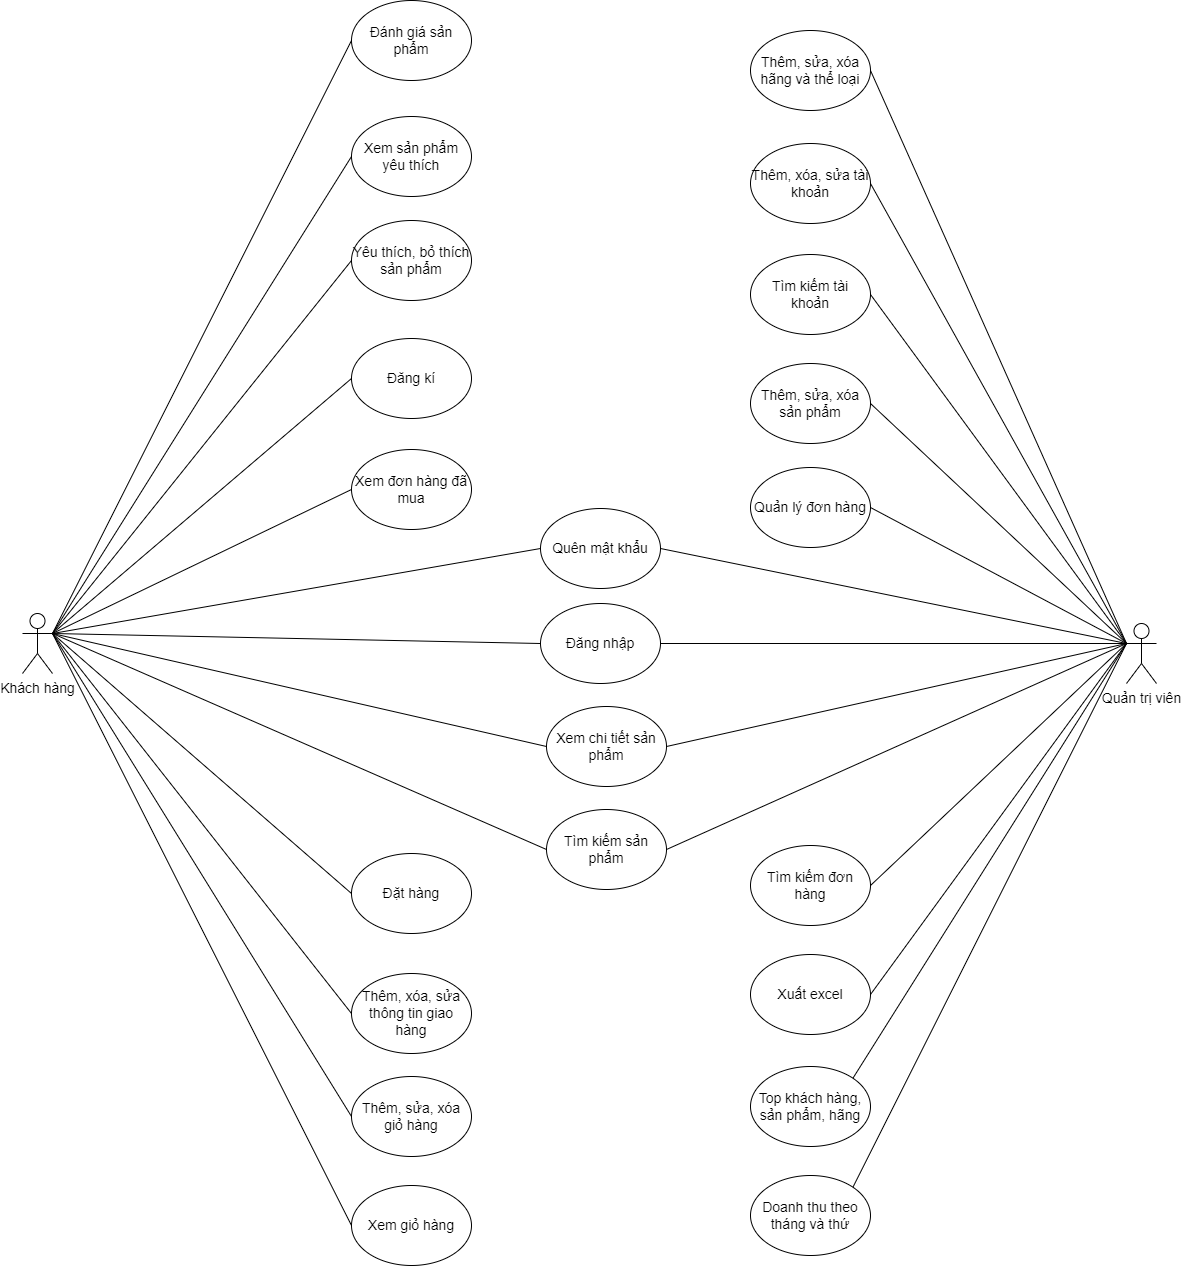 Đánh giá sản
phẩm
Thêm, sửa, xóa
hãng và thể loại
Xem sản phẩm
yêu thích
Thêm, xóa, sửa tài
khoản
Yêu thích, bỏ thích
sản phẩm
Tìm kiếm tài
khoản
Đăng kí
Thêm, sửa, xóa
sản phẩm
Xem đơn hàng đã
mua
Quản lý đơn hàng
Quên mật khẩu
Đăng nhập
Khách hàng
Quản trị viên
Xem chi tiết sản
phẩm
Tìm kiếm sản
phẩm
Đặt hàng
Tìm kiếm đơn
hàng
Thêm, xóa, sửa
thông tin giao
hàng
Xuất excel
Thêm, sửa, xóa
giỏ hàng
Top khách hàng,
sản phẩm, hãng
Xem giỏ hàng
Doanh thu theo
tháng và thứ